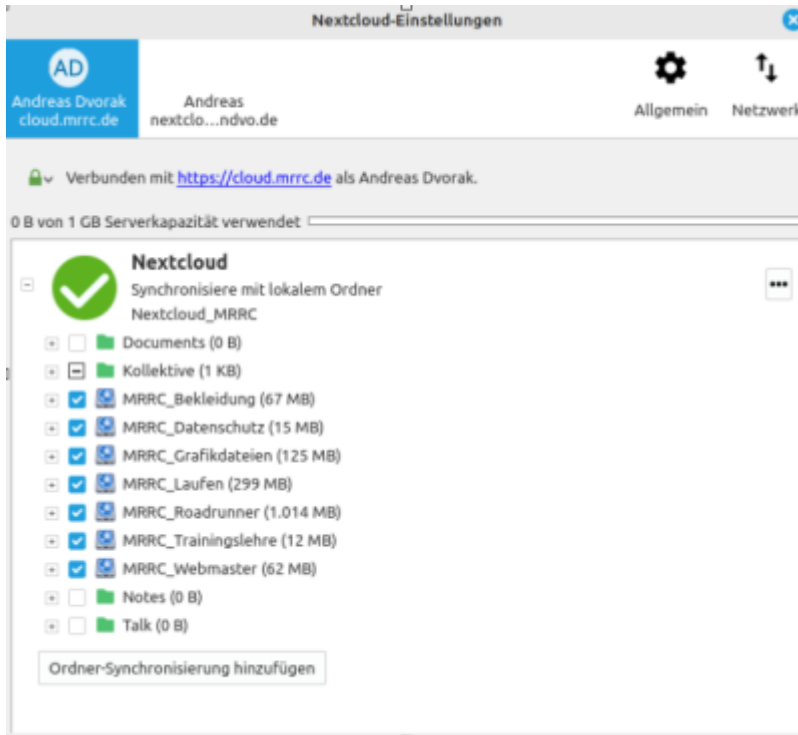 Nextcloud-Einstellungen
AD
Andreas Dvorak
cloud.mrrc.de
Andreas
nextclo...ndvo.de
Allgemein
Netzwerk
Verbunden mit https://cloud.mrrc.de als Andreas Dvorak.
0 B von 1 GB Serverkapazität verwendet
Nextcloud
Synchronisiere mit lokalem Ordner
Nextcloud_MRRC
Documents (0 B)
Kollektive (1 KB)
MRRC_Bekleidung (67 MB)
MRRC_Datenschutz (15 MB)
MRRC_Grafikdateien (125 MB)
MRRC_Laufen (299 MB)
MRRC_Roadrunner (1.014 MB)
MRRC_Trainingslehre (12 MB)
MRRC_Webmaster (62 MB)
Notes (0 B)
Talk (0 B)
Ordner-Synchronisierung hinzufügen